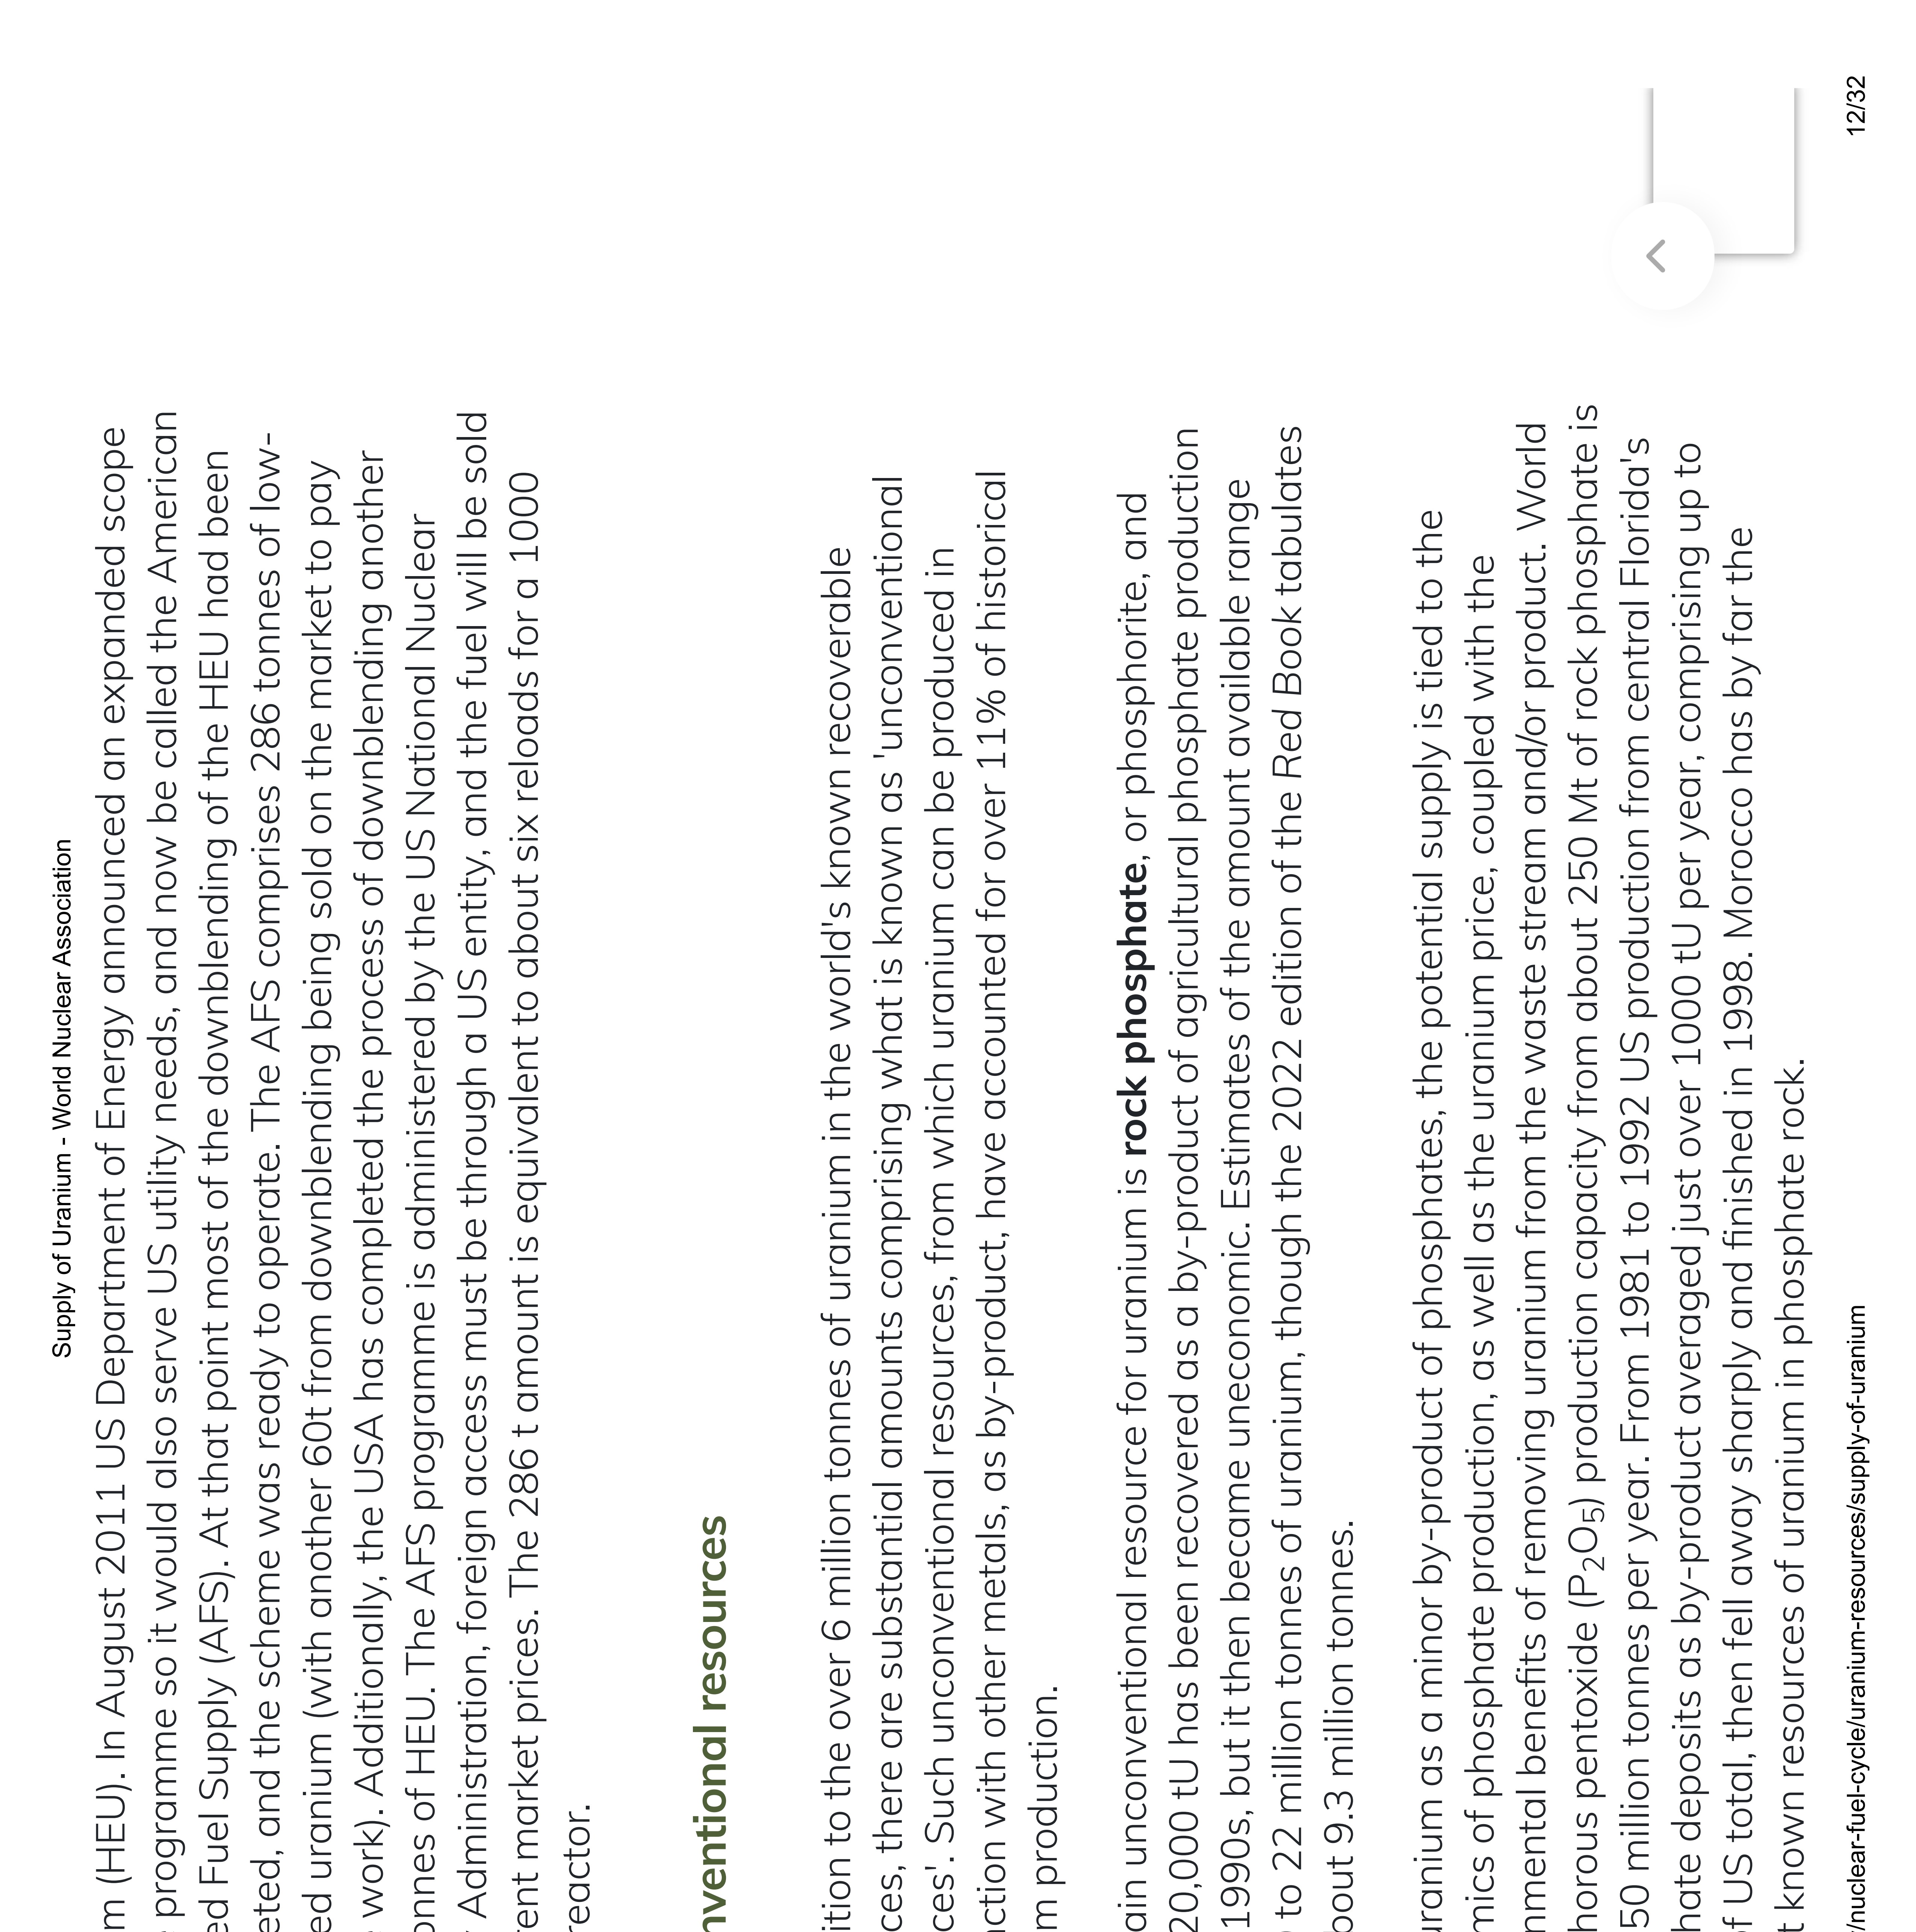 Supply of Uranium - World Nuclear Association
(HEU). In August 2011 US Department of Energy announced an expanded scope
programme so it would also serve US utility needs, and now be called the American
Fuel Supply (AFS). At that point most of the downblending of the HEU had been
and the scheme was ready to operate. The AFS comprises 286 tonnes of low-
uranium (with another 60t from downblending being sold on the market to pay
work). Additionally, the USA has completed the process of downblending another
of HEU. The AFS programme is administered by the US National Nuclear
Administration, foreign access must be through a US entity, and the fuel will be sold
market prices. The 286 t amount is equivalent to about six reloads for a 1000
reactor.
nventional resources
ition to the over 6 million tonnes of uranium in the world's known recoverable
ces, there are substantial amounts comprising what is known as 'unconventional
ces'. Such unconventional resources, from which uranium can be produced in
with other metals, as by-product, have accounted for over 11% of historical
production.
ain unconventional resource for uranium is rock phosphate, or phosphorite, and
20,000 tU has been recovered as a by-product of agricultural phosphate production
1990s, but it then became uneconomic. Estimates of the amount available range
to 22 million tonnes of uranium, though the 2022 edition of the Red Book tabulates
bout 9.3 million tonnes.
uranium as a minor by-product of phosphates, the potential supply is tied to the
mics of phosphate production, as well as the uranium price, coupled with the
nmental benefits of removing uranium from the waste stream and/or product. World
horous pentoxide (P₂O₅) production capacity from about 250 Mt of rock phosphate is
50 million tonnes per year. From 1981 to 1992 US production from central Florida's
hate deposits as by-product averaged just over 1000 tU per year, comprising up to
of US total, then fell away sharply and finished in 1998. Morocco has by far the
known resources of uranium in phosphate rock.
/nuclear-fuel-cycle/uranium-resources/supply-of-uranium
12/32